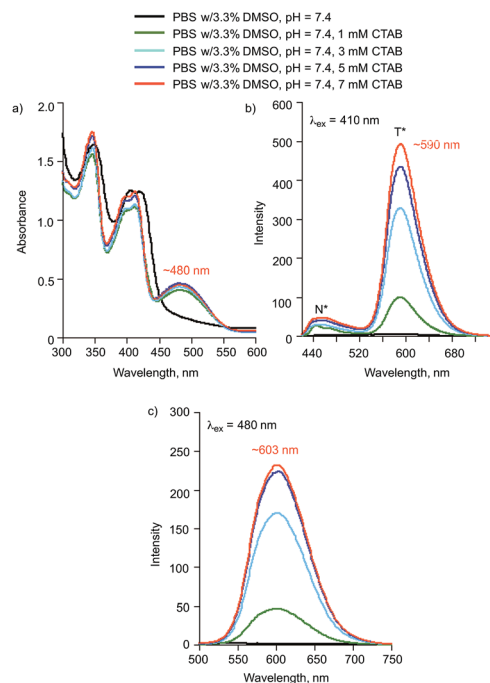 PBS w/3.3% DMSO, pH = 7.4
PBS w/3.3% DMSO, pH = 7.4, 1 mM CTAB
PBS w/3.3% DMSO, pH = 7.4, 3 mM CTAB
PBS w/3.3% DMSO, pH = 7.4, 5 mM CTAB
PBS w/3.3% DMSO, pH = 7.4, 7 mM CTAB
a)
2.0
1.5
1.0
0.5
0.0
Absorbance
~480 nm
300 350 400 450 500 550 600
Wavelength, nm
b)
600
500
400
300
200
100
0
Intensity
λex = 410 nm
T*
~590 nm
N*
440 520 600 680
Wavelength, nm
c)
300
250
200
150
100
50
0
Intensity
λex = 480 nm
~603 nm
500 550 600 650 700 750
Wavelength, nm